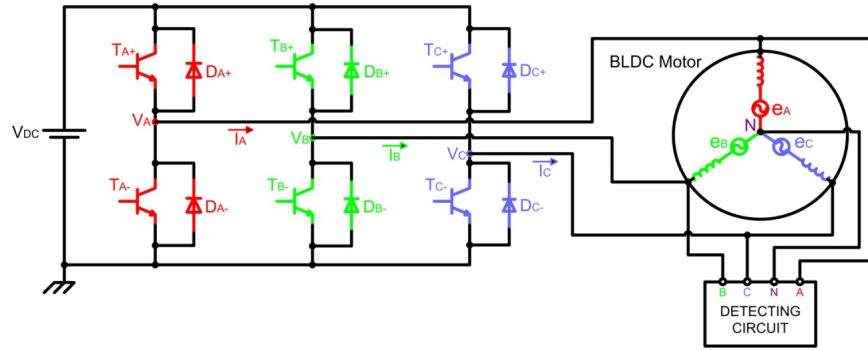 TA+
DA+
TB+
DB+
TC+
DC+
BLDC Motor
eA
VDC
VA
IA
VB
IB
VC
IC
N
eB
eC
TA-
DA-
TB-
DB-
TC-
DC-
B C N A
DETECTING
CIRCUIT